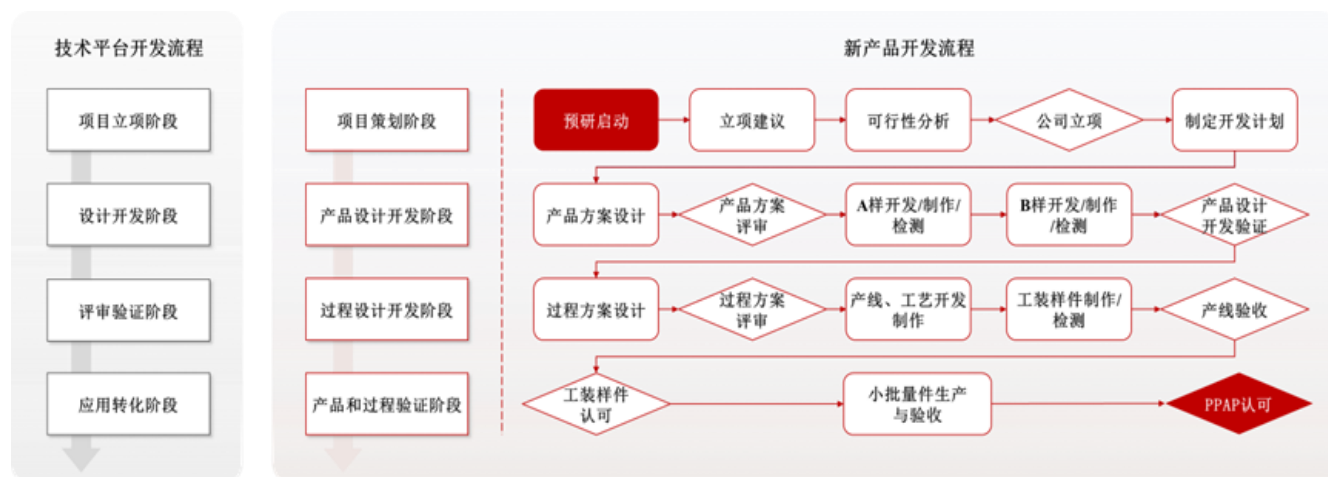 技术平台开发流程
项目立项阶段
设计开发阶段
评审验证阶段
应用转化阶段
新产品开发流程
项目策划阶段
预研启动
立项建议
可行性分析
公司立项
制定开发计划
产品设计开发阶段
产品方案设计
产品方案
评审
A样开发/制作/
检测
B样开发/制作
/检测
产品设计
开发验证
过程设计开发阶段
过程方案设计
过程方案
评审
产线、工艺开发
制作
工装样件制作/
检测
产线验收
产品和过程验证阶段
工装样件
认可
小批量件生产
与验收
PPAP认可